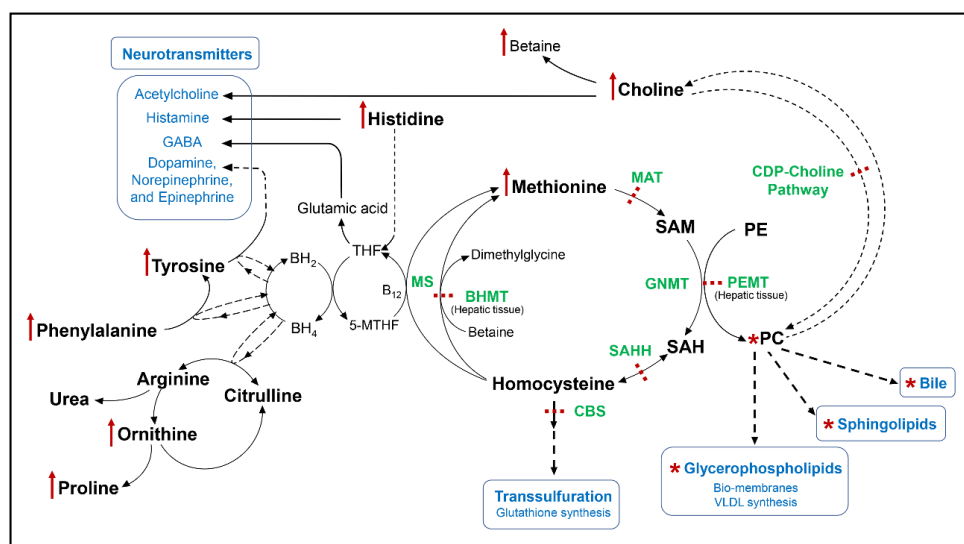 Betaine
Neurotransmitters
Choline
Acetylcholine
Histamine
Histidine
GABA
Dopamine,
Norepinephrine,
and Epinephrine
CDP-Choline
Pathway
MAT
Methionine
Glutamic acid
SAM
PE
THF
Dimethylglycine
BH2
Tyrosine
MS
B12
BHMT
(Hepatic tissue)
GNMT
PEMT
(Hepatic tissue)
Phenylalanine
BH4
5-MTHF
Betaine
*PC
SAH
SAHH
Arginine
Homocysteine
Citrulline
Urea
* Bile
CBS
* Sphingolipids
Ornithine
* Glycerophospholipids
Bio-membranes
VLDL synthesis
Proline
Transsulfuration
Glutathione synthesis